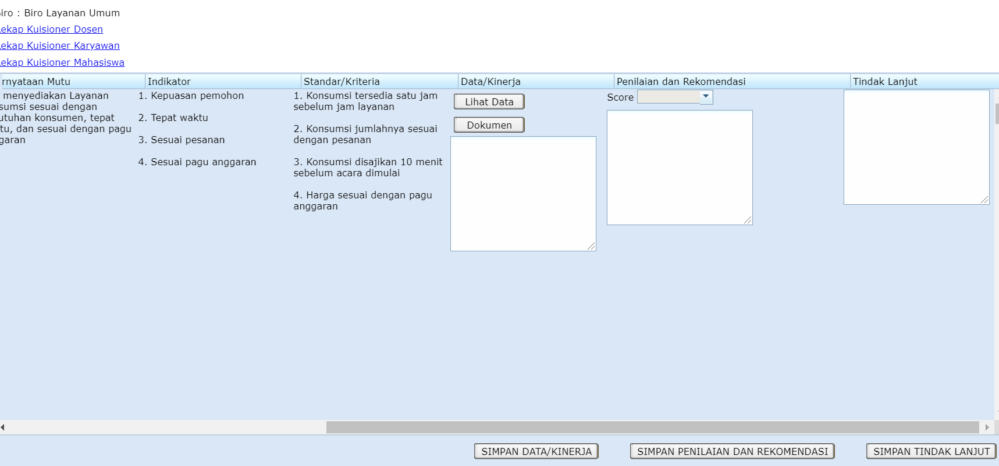 iro : Biro Layanan Umum
ekap Kuisioner Dosen
ekap Kuisioner Karyawan
ekap Kuisioner Mahasiswa
rnyataan Mutu Indikator Standar/Kriteria Data/Kinerja Penilaian dan Rekomendasi Tindak Lanjut
menyediakan Layanan
sumsi sesuai dengan
utuhan konsumen, tepat
tu, dan sesuai dengan pagu
garan
1. Kepuasan pemohon
2. Tepat waktu
3. Sesuai pesanan
4. Sesuai pagu anggaran
1. Konsumsi tersedia satu jam
sebelum jam layanan
2. Konsumsi jumlahnya sesuai
dengan pesanan
3. Konsumsi disajikan 10 menit
sebelum acara dimulai
4. Harga sesuai dengan pagu
anggaran
Lihat Data
Dokumen
Score
SIMPAN DATA/KINERJA SIMPAN PENILAIAN DAN REKOMENDASI SIMPAN TINDAK LANJUT